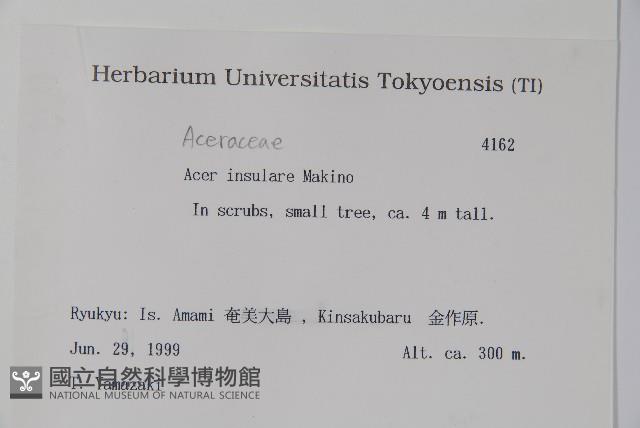 Herbarium Universitatis Tokyoensis (TI)
Aceraceae 4162
Acer insulare Makino
In scrubs, small tree, ca. 4 m tall.
Ryukyu: Is. Amami 奄美大島 , Kinsakubaru 金作原.
Jun. 29, 1999 Alt. ca. 300 m.
Yamazaki
國立自然科學博物館
NATIONAL MUSEUM OF NATURAL SCIENCE